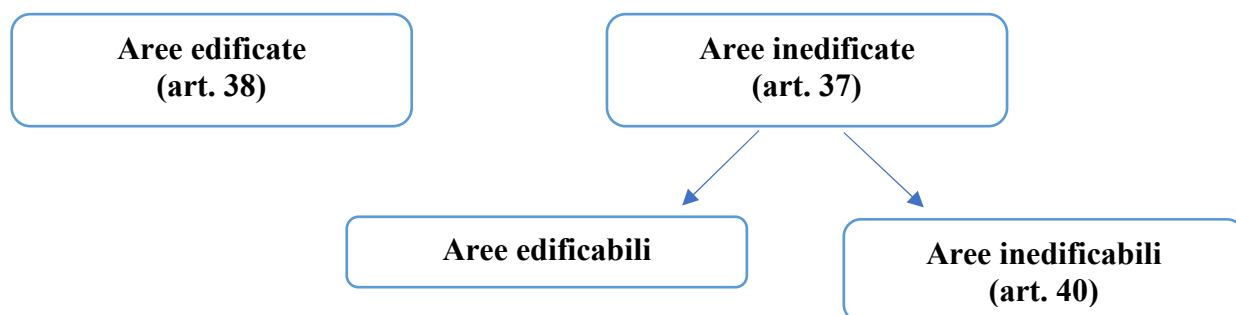 Aree edificate
(art. 38)
Aree inedificate
(art. 37)
Aree edificabili
Aree inedificabili
(art. 40)